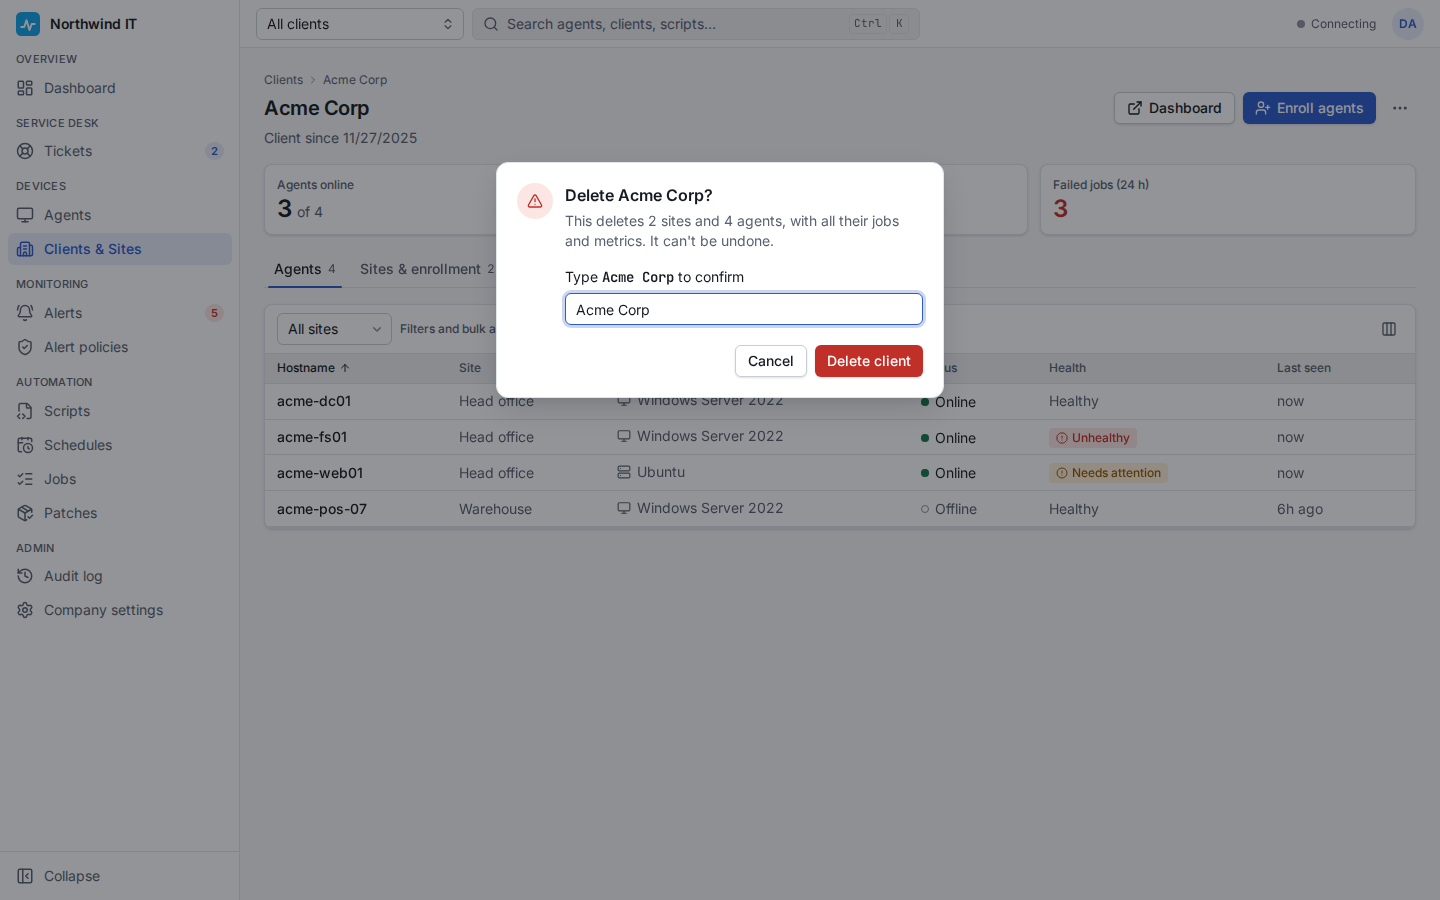 Northwind IT
All clients
Search agents, clients, scripts...
Ctrl K
Connecting
DA
OVERVIEW
Dashboard
SERVICE DESK
Tickets 2
DEVICES
Agents
Clients & Sites
MONITORING
Alerts 5
Alert policies
AUTOMATION
Scripts
Schedules
Jobs
Patches
ADMIN
Audit log
Company settings
Collapse
Clients > Acme Corp
Acme Corp
Client since 11/27/2025
Dashboard
Enroll agents
Agents online
3 of 4
Failed jobs (24 h)
3
Agents 4
Sites & enrollment 2
All sites
Filters and bulk a
Hostname Site us Health Last seen
acme-dc01 Head office Windows Server 2022 Online Healthy now
acme-fs01 Head office Windows Server 2022 Online Unhealthy now
acme-web01 Head office Ubuntu Online Needs attention now
acme-pos-07 Warehouse Windows Server 2022 Offline Healthy 6h ago
Delete Acme Corp?
This deletes 2 sites and 4 agents, with all their jobs
and metrics. It can't be undone.
Type Acme Corp to confirm
Acme Corp
Cancel
Delete client